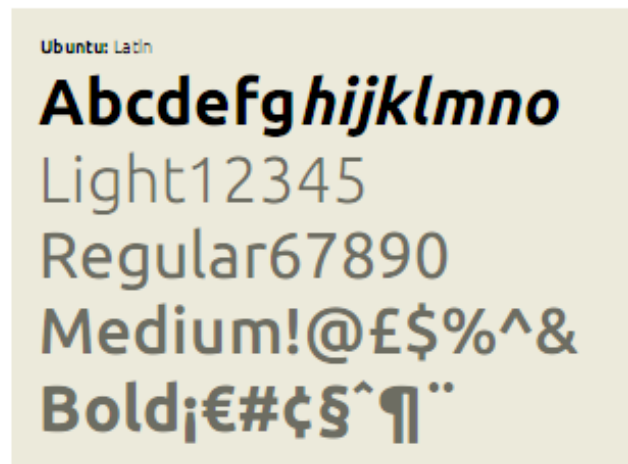 Ubuntu: Latin
Abcdefghijklmno
Light12345
Regular67890
Medium!@£$%^&
Bold¡€#¢§ˆ¶¨